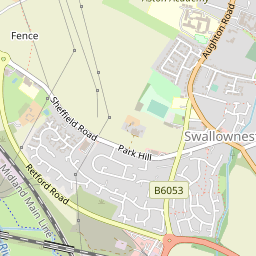 Aston Academy
Fence
Aughton Road
Sheffield Road
Swallownest
Park Hill
Retford Road
B6053
Midland Main Line